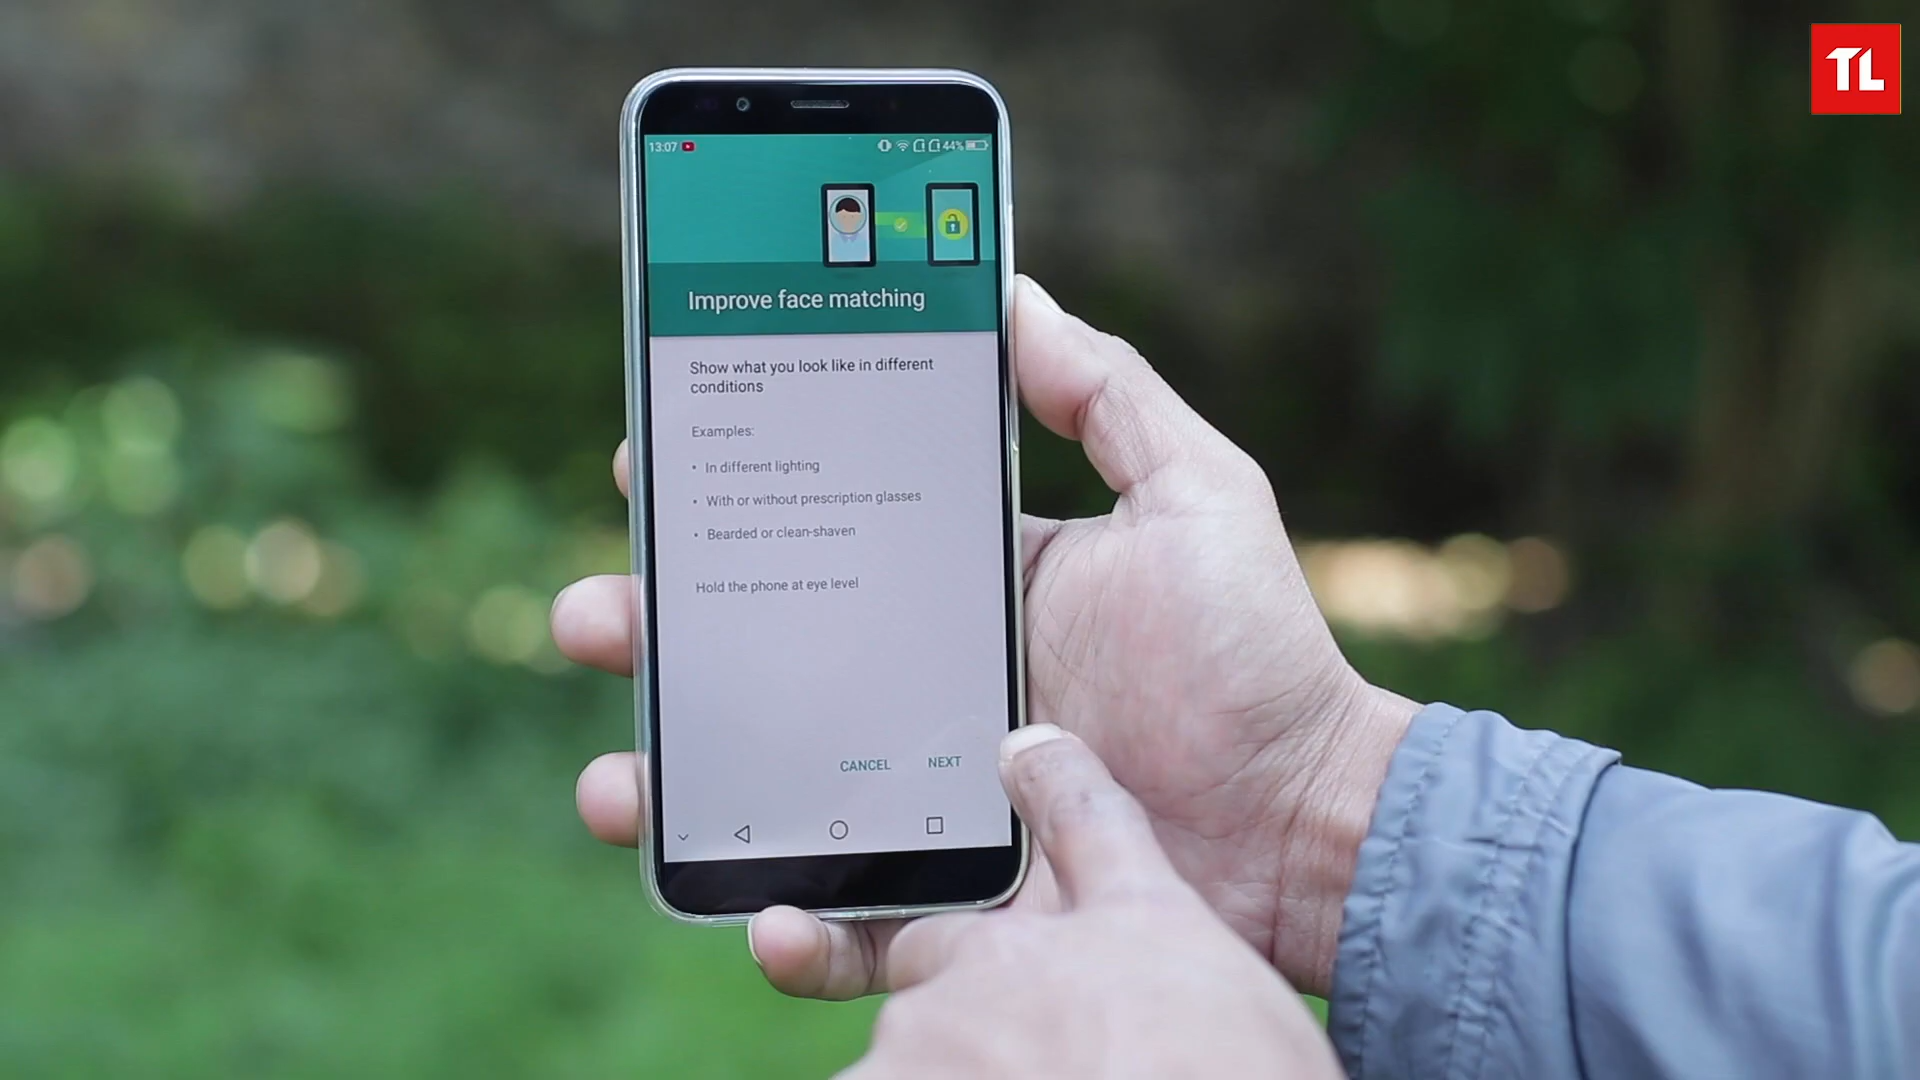 TL
13:07 44%
Improve face matching
Show what you look like in different
conditions
Examples:
• In different lighting
• With or without prescription glasses
• Bearded or clean-shaven
Hold the phone at eye level
CANCEL NEXT